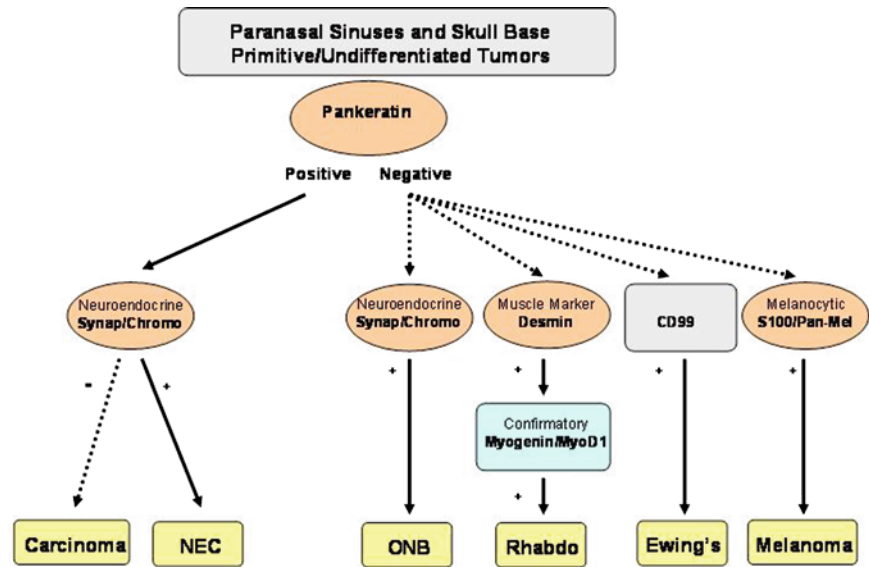 Paranasal Sinuses and Skull Base
Primitive/Undifferentiated Tumors
Pankeratin
Positive Negative
Neuroendocrine
Synap/Chromo
Neuroendocrine
Synap/Chromo
Muscle Marker
Desmin
CD99
Melanocytic
S100/Pan-Mel
- + + + + +
Confirmatory
Myogenin/MyoD1
+
Carcinoma
NEC
ONB
Rhabdo
Ewing's
Melanoma